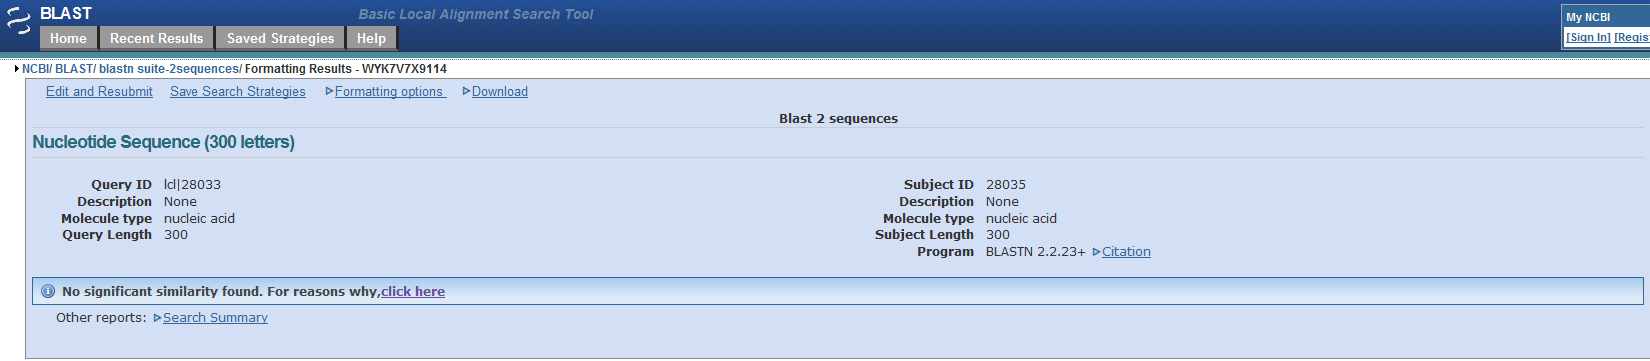 BLAST Basic Local Alignment Search Tool
My NCBI
Home Recent Results Saved Strategies Help
[Sign In] [Regis
NCBI/ BLAST/ blastn suite-2sequences/ Formatting Results - WYK7V7X9114
Edit and Resubmit Save Search Strategies Formatting options Download
Blast 2 sequences
Nucleotide Sequence (300 letters)
Query ID lcl|28033 Subject ID 28035
Description None Description None
Molecule type nucleic acid Molecule type nucleic acid
Query Length 300 Subject Length 300
Program BLASTN 2.2.23+ Citation
No significant similarity found. For reasons why,click here
Other reports: Search Summary